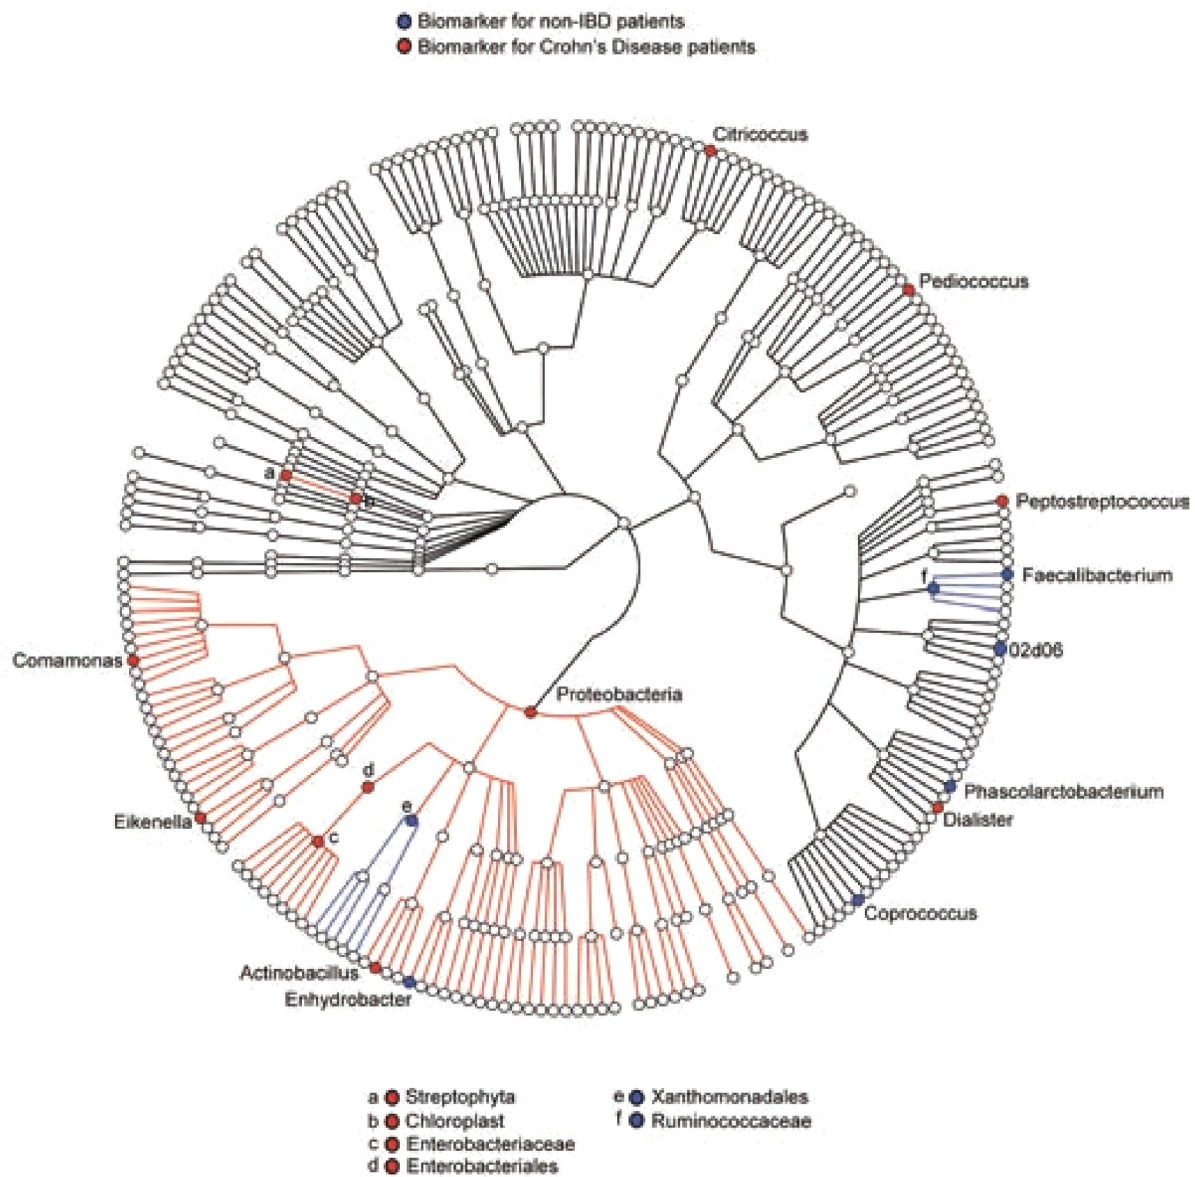 Biomarker for non-IBD patients
Biomarker for Crohn's Disease patients
Citricoccus
Pediococcus
a
b
Peptostreptococcus
f
Faecalibacterium
Comamonas
02d06
Proteobacteria
d
e
Phascolarctobacterium
Eikenella
c
Dialister
Coprococcus
Actinobacillus
Enhydrobacter
a Streptophyta
b Chloroplast
c Enterobacteriaceae
d Enterobacteriales
e Xanthomonadales
f Ruminococcaceae